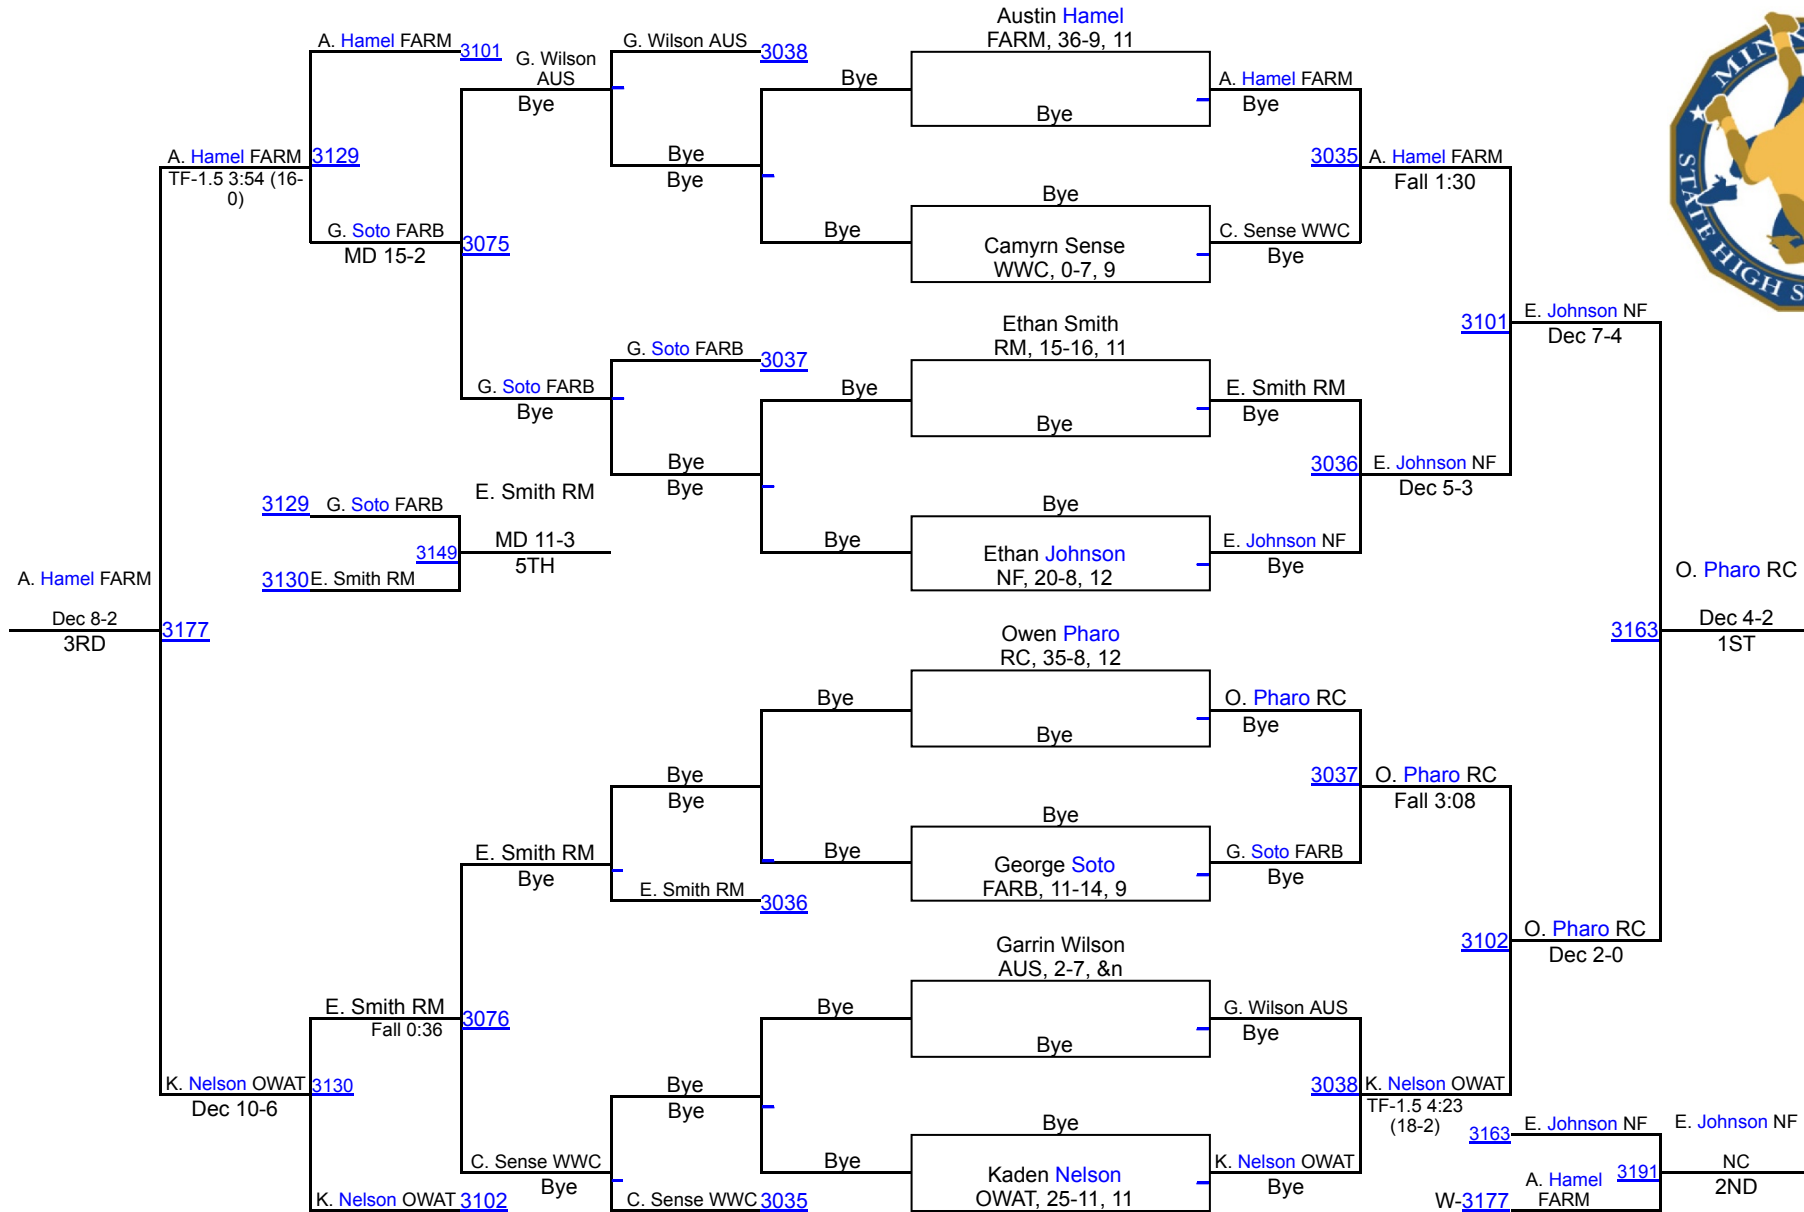 A. Hamel FARM
3101
G. Wilson
AUS
Bye
G. Wilson AUS
3038
Austin Hamel
FARM, 36-9, 11
Bye
Bye
A. Hamel FARM
Bye
A. Hamel FARM
3129
TF-1.5 3:54 (16-
0)
Bye
Bye
3035
A. Hamel FARM
Fall 1:30
G. Soto FARB
MD 15-2
3075
Bye
Bye
Camyrn Sense
WWC, 0-7, 9
C. Sense WWC
Bye
MIN
STATE HIGH S
Ethan Smith
RM, 15-16, 11
3101
E. Johnson NF
Dec 7-4
G. Soto FARB
3037
G. Soto FARB
Bye
Bye
Bye
E. Smith RM
Bye
Bye
Bye
3036
E. Johnson NF
Dec 5-3
3129
G. Soto FARB
E. Smith RM
3149
MD 11-3
5TH
3130
E. Smith RM
Bye
Bye
Ethan Johnson
NF, 20-8, 12
E. Johnson NF
Bye
A. Hamel FARM
Dec 8-2
3RD
3177
O. Pharo RC
3163
Dec 4-2
1ST
Owen Pharo
RC, 35-8, 12
Bye
Bye
O. Pharo RC
Bye
Bye
Bye
3037
O. Pharo RC
Fall 3:08
E. Smith RM
Bye
Bye
Bye
George Soto
FARB, 11-14, 9
G. Soto FARB
Bye
E. Smith RM
3036
Garrin Wilson
AUS, 2-7, &n
3102
O. Pharo RC
Dec 2-0
E. Smith RM
Fall 0:36
3076
Bye
Bye
G. Wilson AUS
Bye
K. Nelson OWAT
3130
Dec 10-6
Bye
Bye
3038
K. Nelson OWAT
TF-1.5 4:23
(18-2)
C. Sense WWC
Bye
Bye
Bye
Kaden Nelson
OWAT, 25-11, 11
K. Nelson OWAT
Bye
K. Nelson OWAT
3102
C. Sense WWC
3035
3163
E. Johnson NF
E. Johnson NF
3191
NC
2ND
W-3177
A. Hamel
FARM